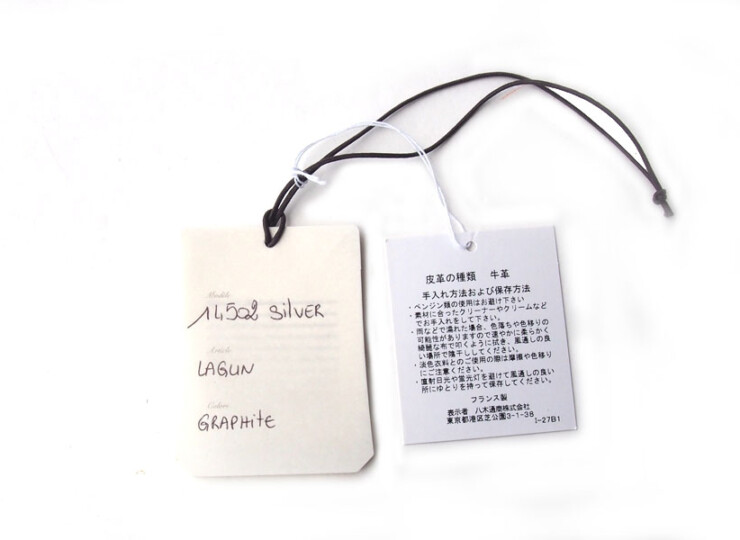 Modèle
14502 SILVER
Article
LAGUN
Coloris
GRAPHITE
皮革の種類 牛革
手入れ方法および保存方法
・ベンジン類の使用はお避け下さい
・素材に合ったクリーナーやクリームなど
でお手入れをして下さい。
・雨などで濡れた場合、色落ちや色移りの
可能性がありますので速やかに柔らかく
綺麗な布で叩くように拭き、風通しの良
い場所で陰干ししてください。
・淡色衣料とのご使用の際は摩擦や色移り
にご注意ください。
・直射日光や蛍光灯を避けて風通しの良い
所にゆとりを持って保存してください。
フランス製
表示者 八木通商株式会社
東京都港区芝公園3-1-38
I-27B1